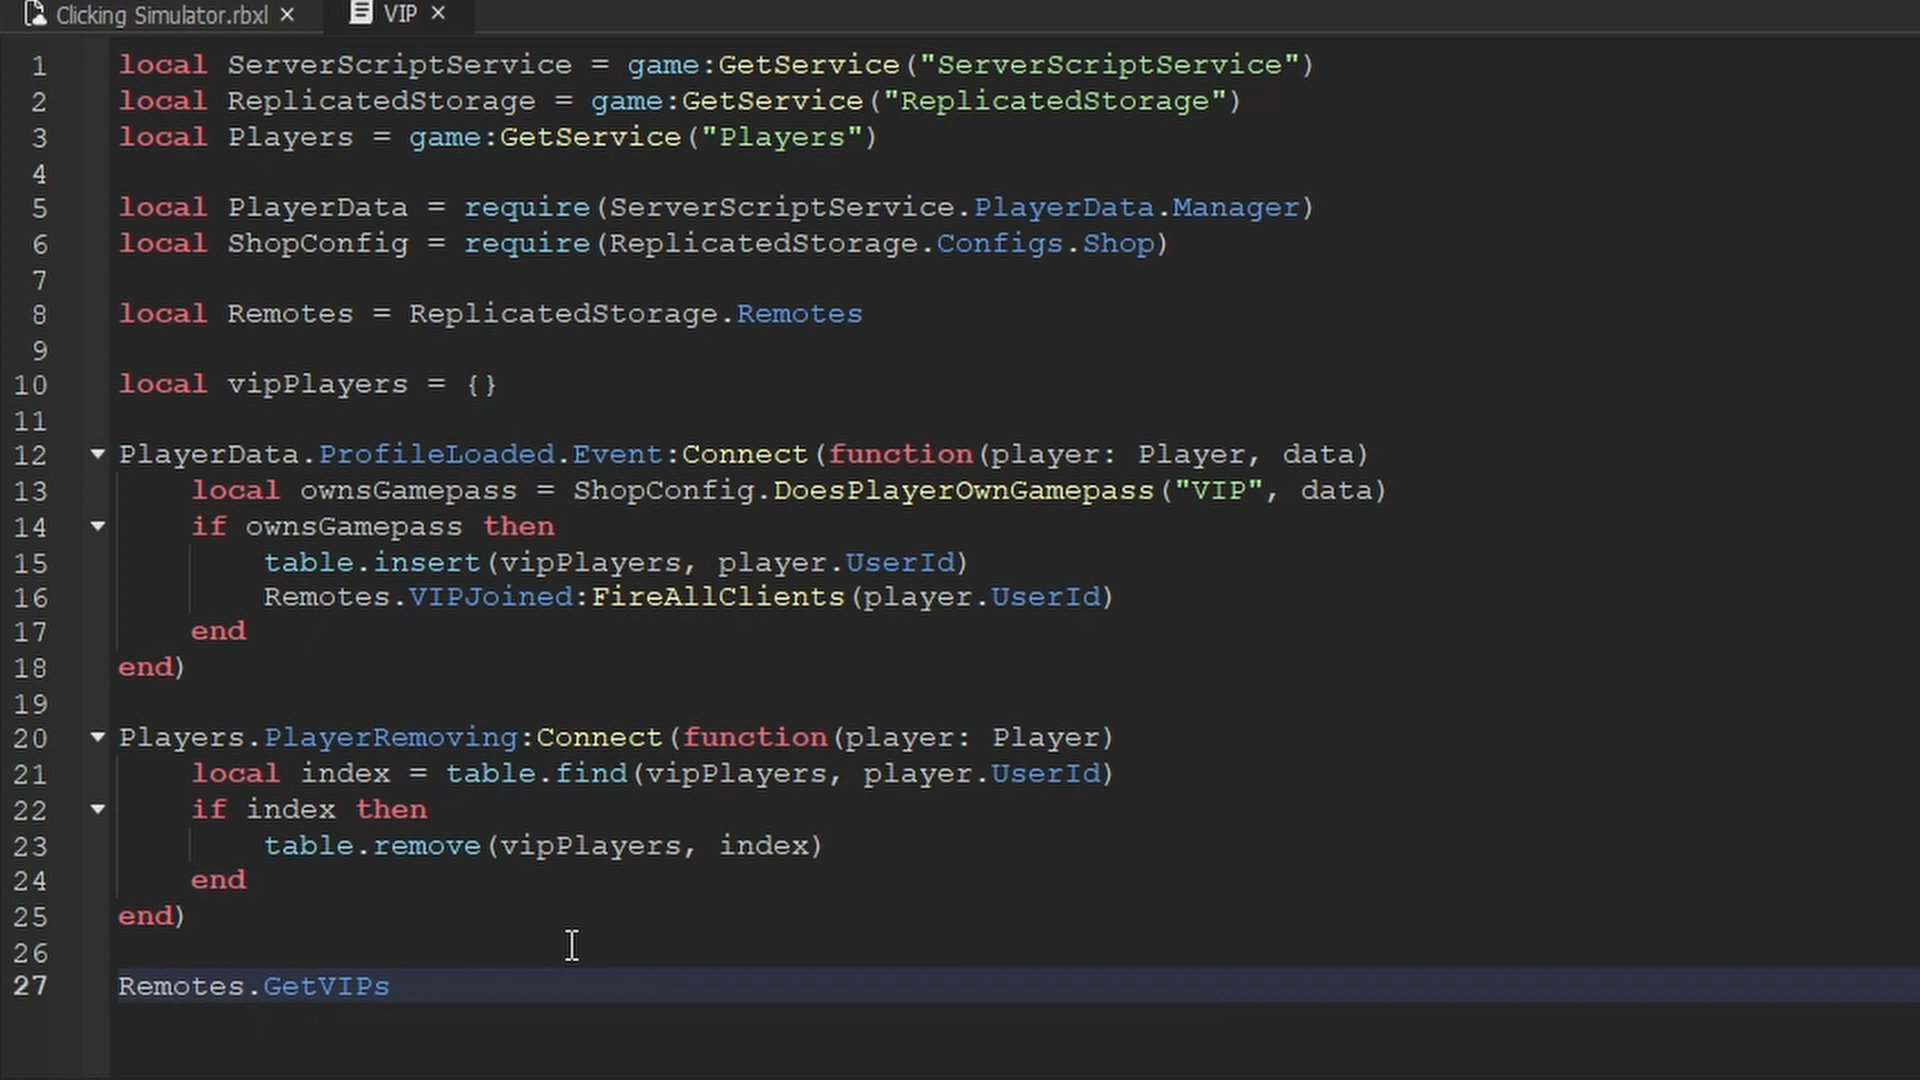 Clicking Simulator.rbxl × VIP ×
1 local ServerScriptService = game:GetService("ServerScriptService")
2 local ReplicatedStorage = game:GetService("ReplicatedStorage")
3 local Players = game:GetService("Players")
4
5 local PlayerData = require(ServerScriptService.PlayerData.Manager)
6 local ShopConfig = require(ReplicatedStorage.Configs.Shop)
7
8 local Remotes = ReplicatedStorage.Remotes
9
10 local vipPlayers = {}
11
12 PlayerData.ProfileLoaded.Event:Connect(function(player: Player, data)
13 local ownsGamepass = ShopConfig.DoesPlayerOwnGamepass("VIP", data)
14 if ownsGamepass then
15 table.insert(vipPlayers, player.UserId)
16 Remotes.VIPJoined:FireAllClients(player.UserId)
17 end
18 end)
19
20 Players.PlayerRemoving:Connect(function(player: Player)
21 local index = table.find(vipPlayers, player.UserId)
22 if index then
23 table.remove(vipPlayers, index)
24 end
25 end)
26
27 Remotes.GetVIPs